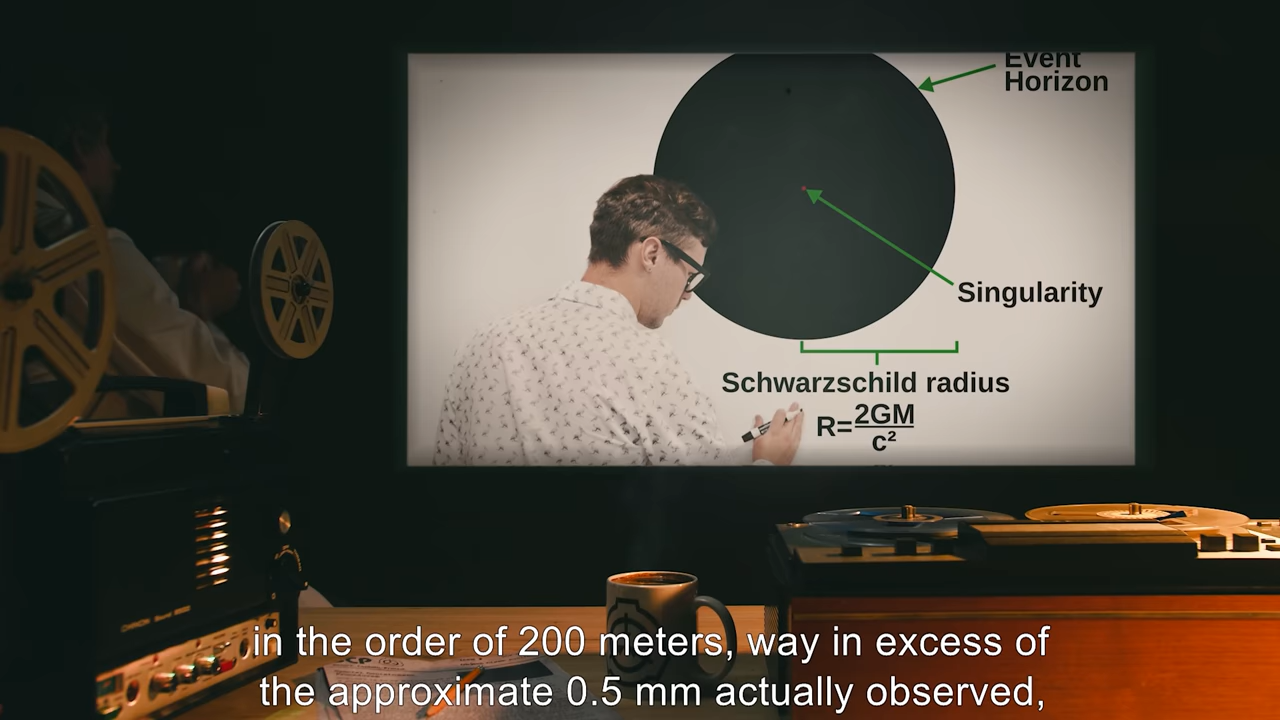 Event
Horizon
Singularity
Schwarzschild radius
R=2GM
c²
in the order of 200 meters, way in excess of
the approximate 0.5 mm actually observed,